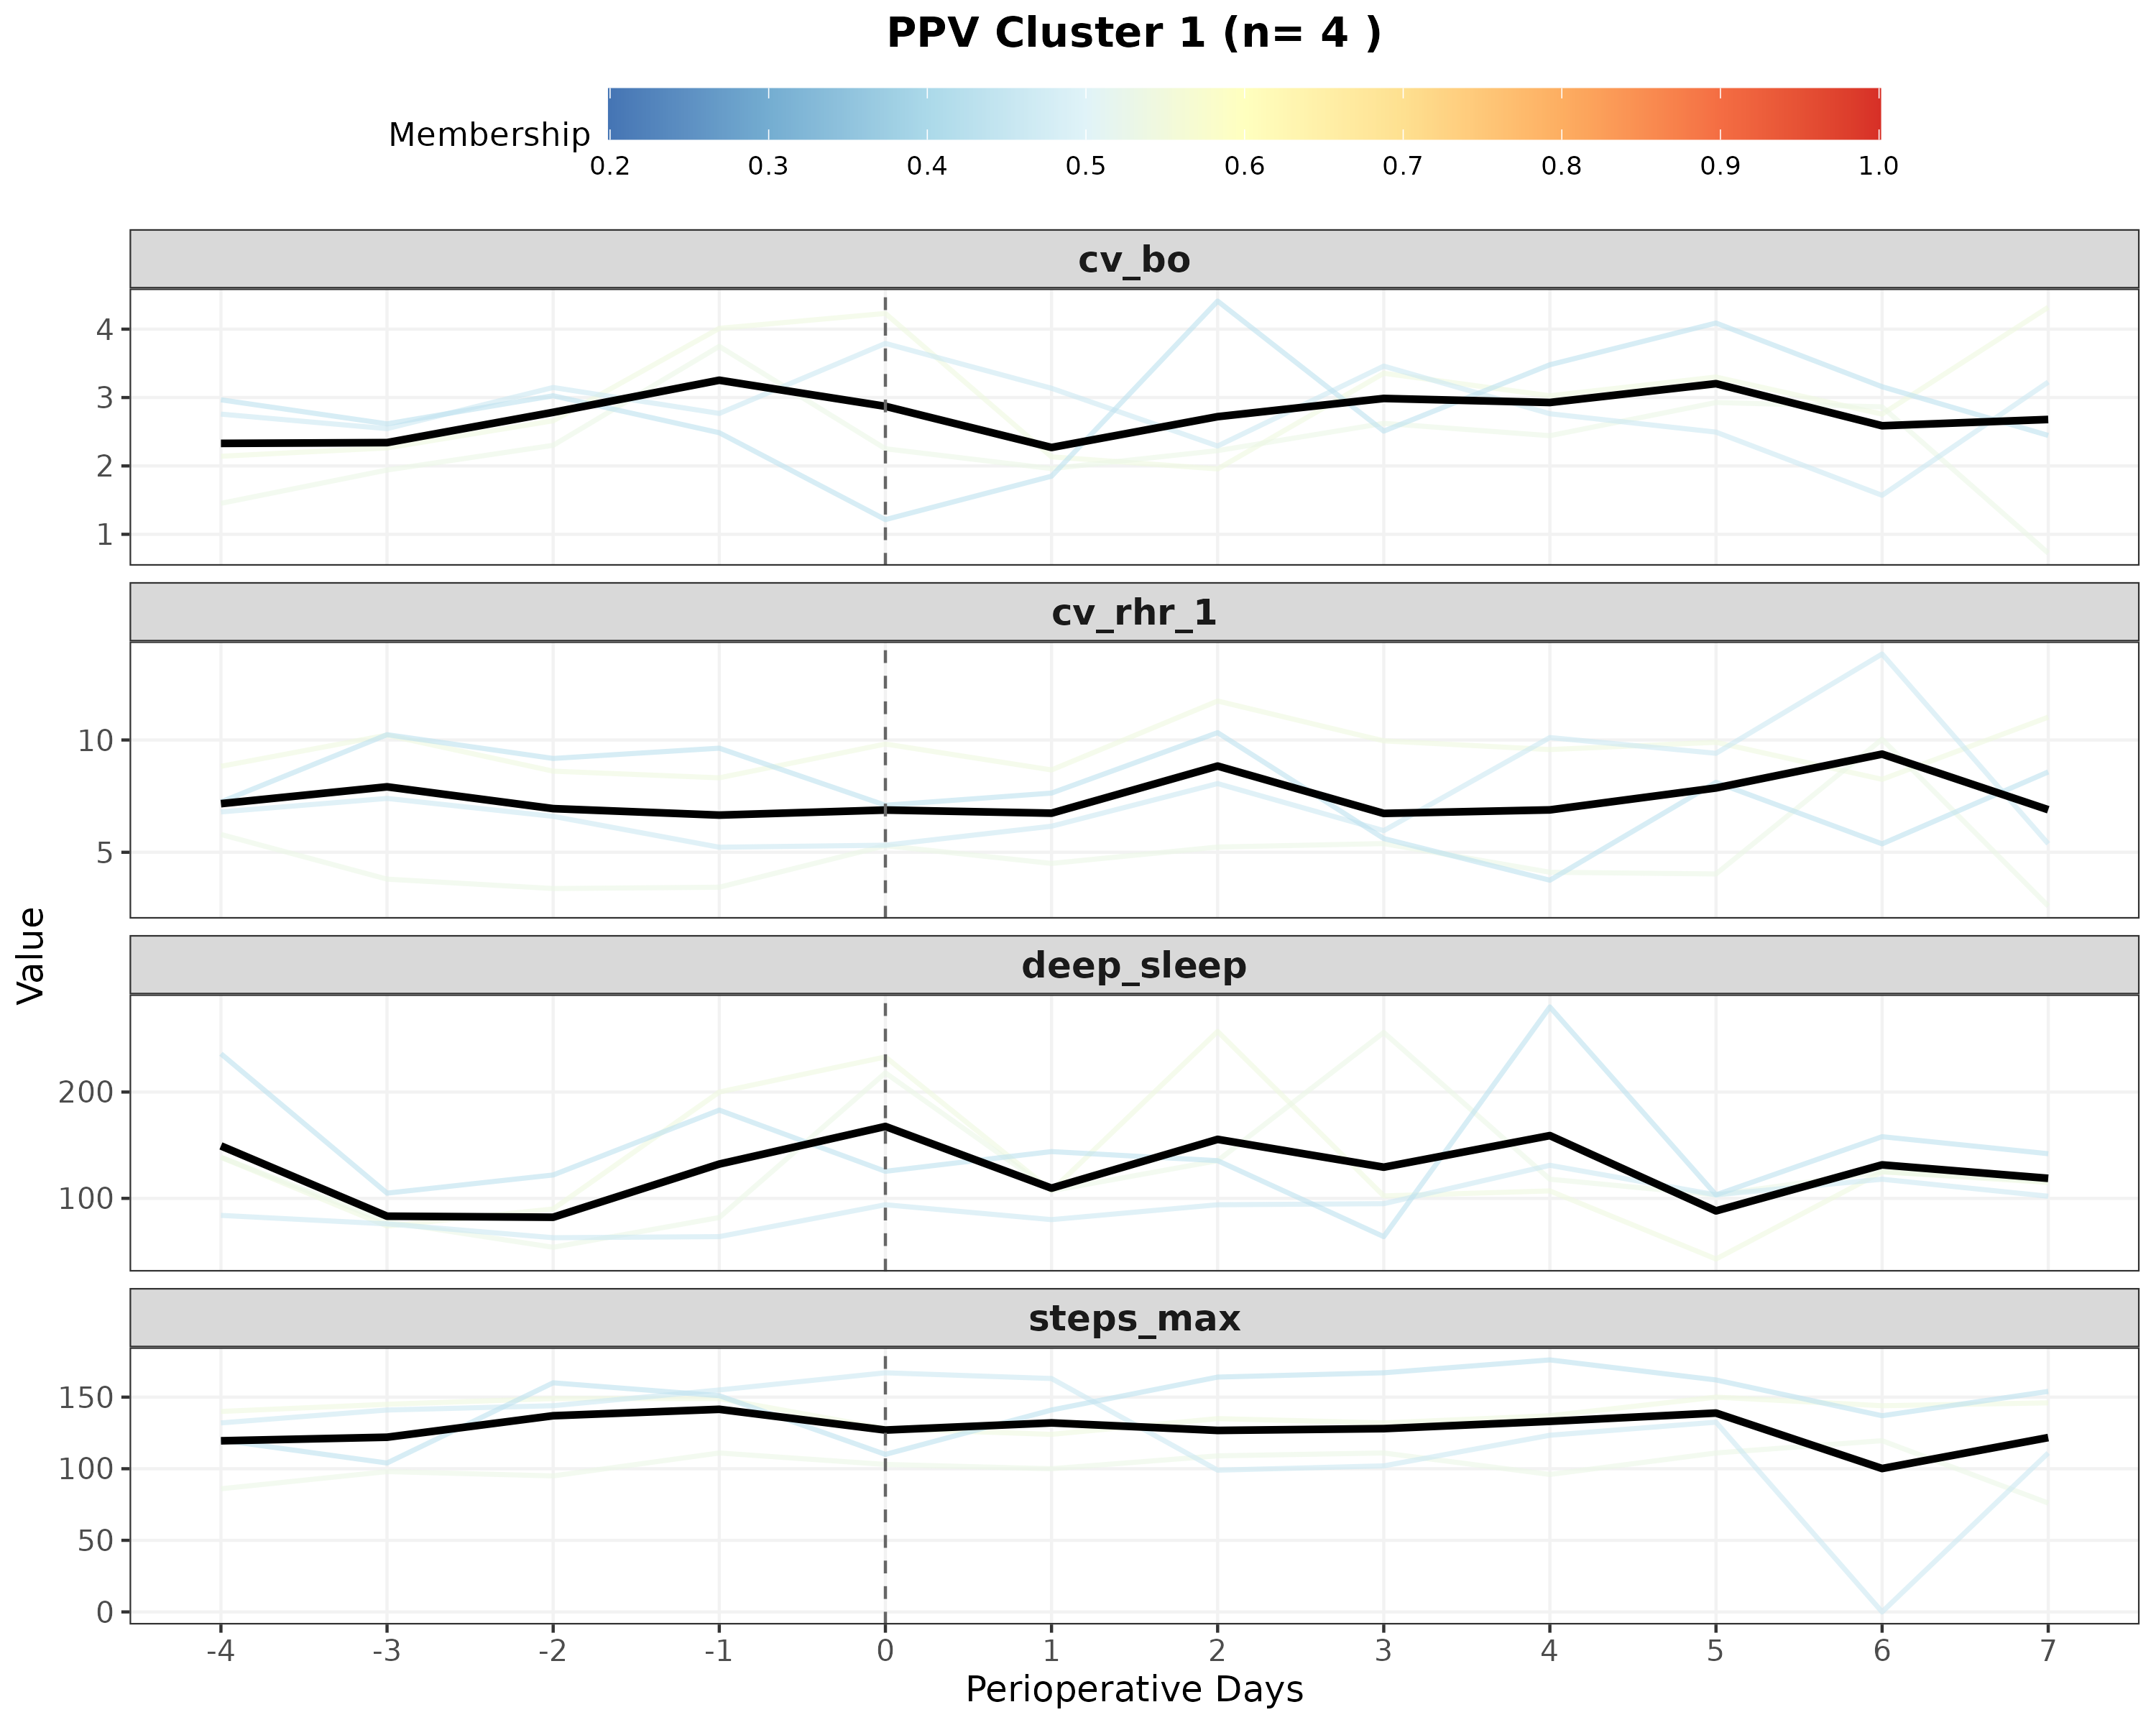 PPV Cluster 1 (n= 4 )
Membership
0.2 0.3 0.4 0.5 0.6 0.7 0.8 0.9 1.0
cv_bo
4
3
2
1
cv_rhr_1
10
5
Value
deep_sleep
200
100
steps_max
150
100
50
0
-4 -3 -2 -1 0 1 2 3 4 5 6 7
Perioperative Days